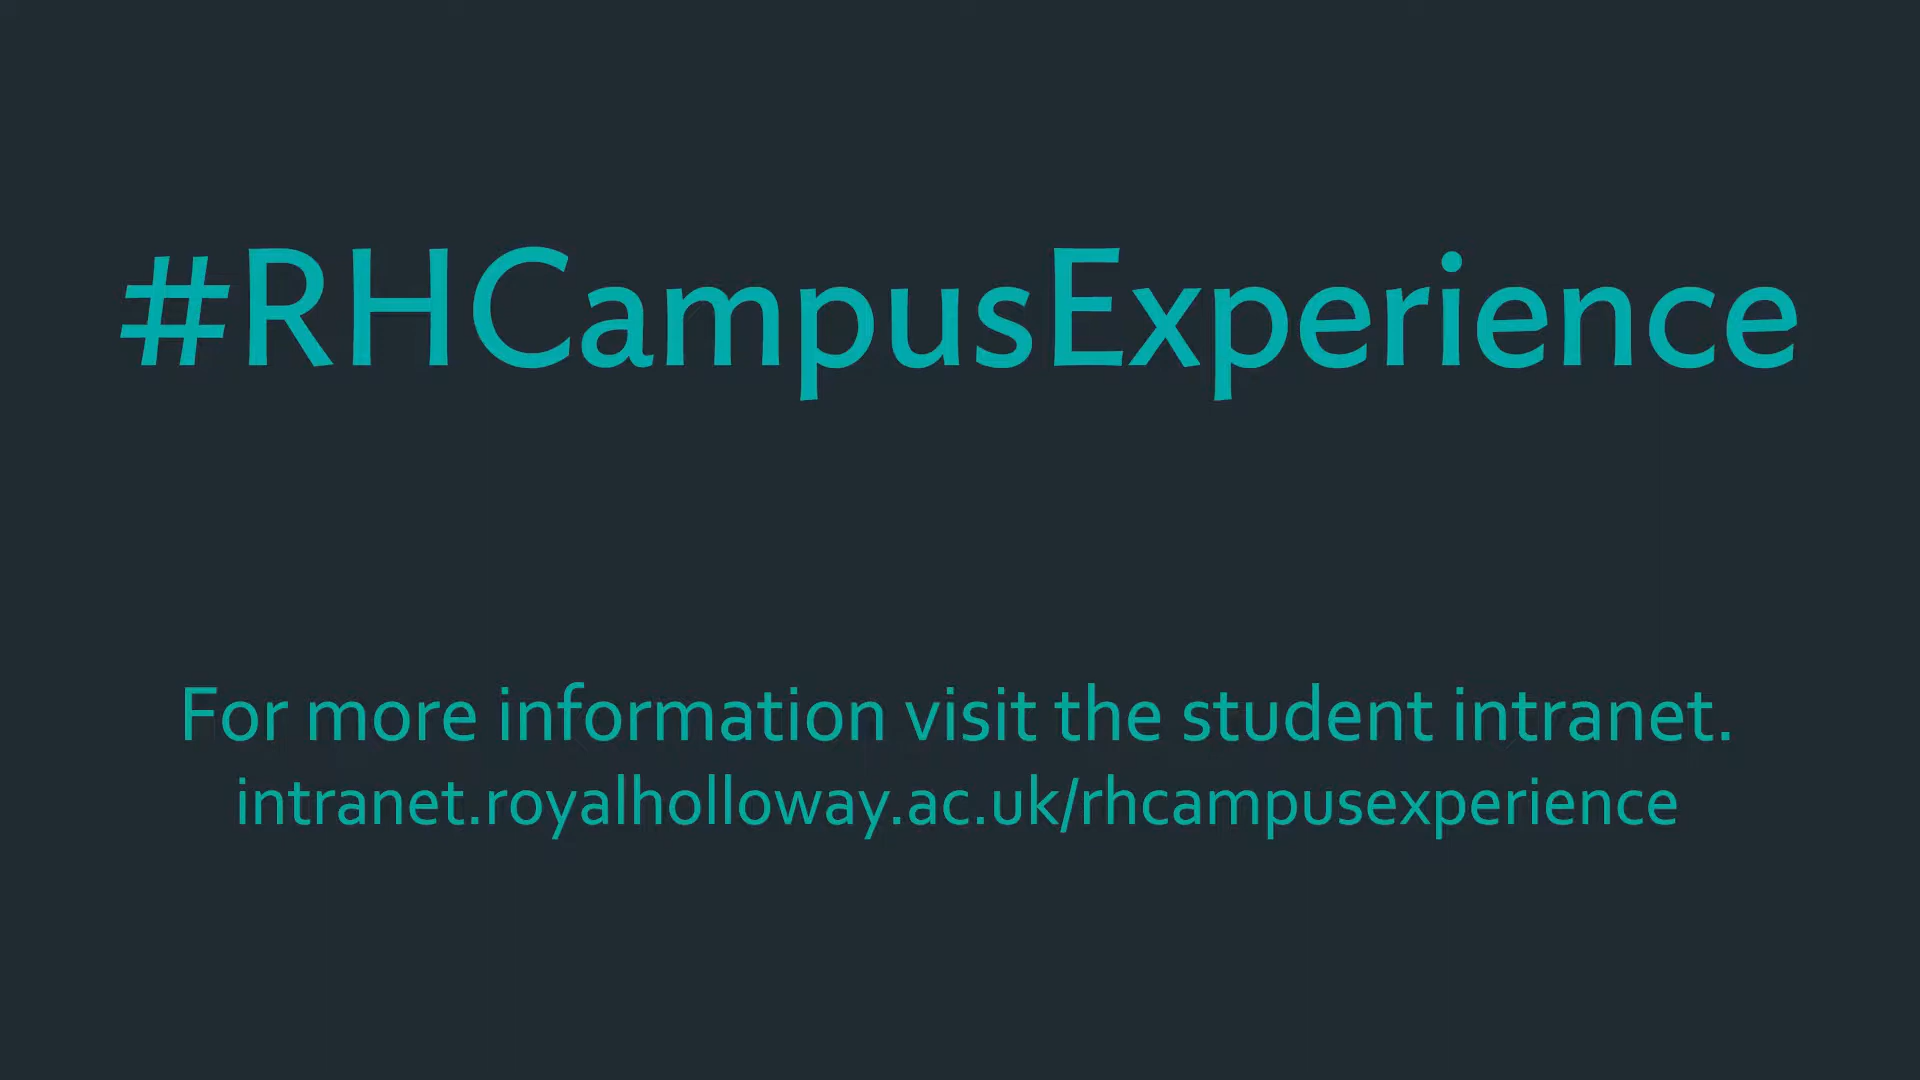 #RHCampusExperience
For more information visit the student intranet.
intranet.royalholloway.ac.uk/rhcampusexperience